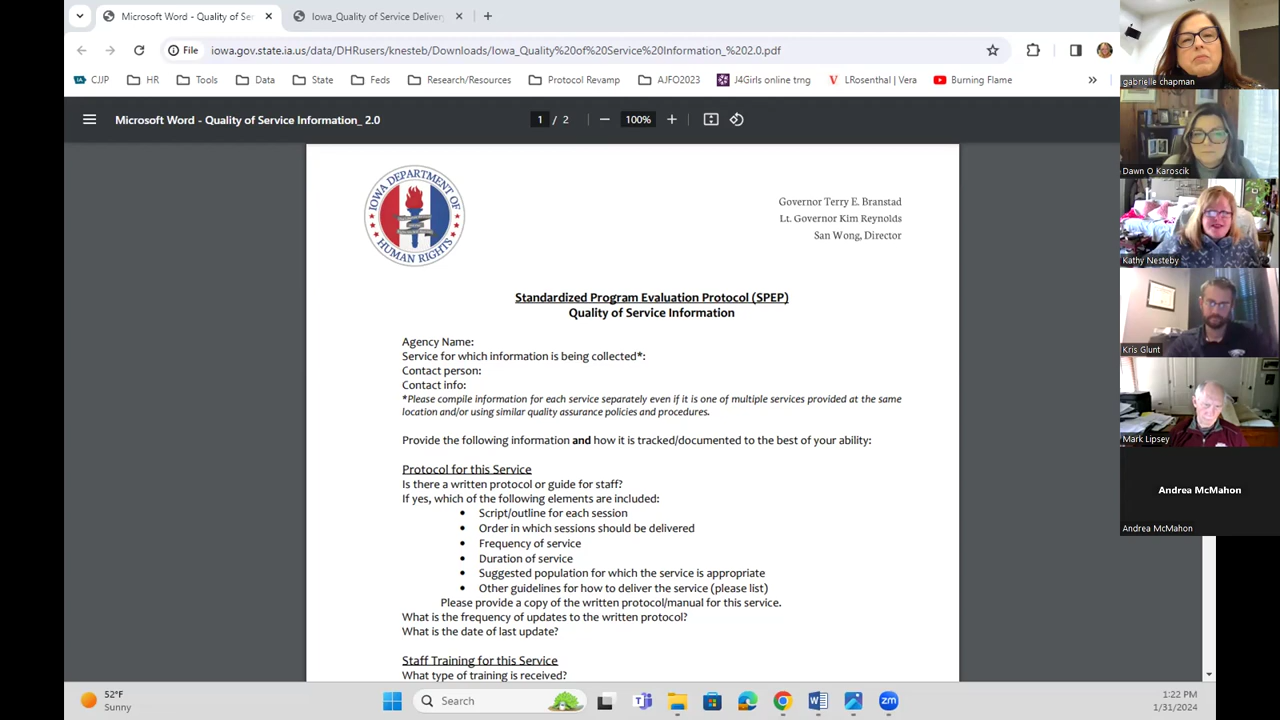 Microsoft Word - Quality of Ser
Iowa_Quality of Service Deliver
File
iowa.gov.state.ia.us/data/DHRusers/knesteb/Downloads/Iowa_Quality%20of%20Service%20Information_%202.0.pdf
CJJP
HR
Tools
Data
State
Feds
Research/Resources
Protocol Revamp
AJFO2023
J4Girls online trng
LRosenthal | Vera
Burning Flame
»
Microsoft Word - Quality of Service Information_ 2.0
1 / 2
100%
IOWA DEPARTMENT OF
HUMAN RIGHTS
Governor Terry E. Branstad
Lt. Governor Kim Reynolds
San Wong, Director
Standardized Program Evaluation Protocol (SPEP)
Quality of Service Information
Agency Name:
Service for which information is being collected*:
Contact person:
Contact info:
*Please compile information for each service separately even if it is one of multiple services provided at the same
location and/or using similar quality assurance policies and procedures.
Provide the following information and how it is tracked/documented to the best of your ability:
Protocol for this Service
Is there a written protocol or guide for staff?
If yes, which of the following elements are included:
• Script/outline for each session
• Order in which sessions should be delivered
• Frequency of service
• Duration of service
• Suggested population for which the service is appropriate
• Other guidelines for how to deliver the service (please list)
Please provide a copy of the written protocol/manual for this service.
What is the frequency of updates to the written protocol?
What is the date of last update?
Staff Training for this Service
What type of training is received?
gabrielle chapman
Dawn O Karoscik
Kathy Nesteby
Kris Glunt
Mark Lipsey
Andrea McMahon
Andrea McMahon
52°F
Sunny
Search
zm
1:22 PM
1/31/2024